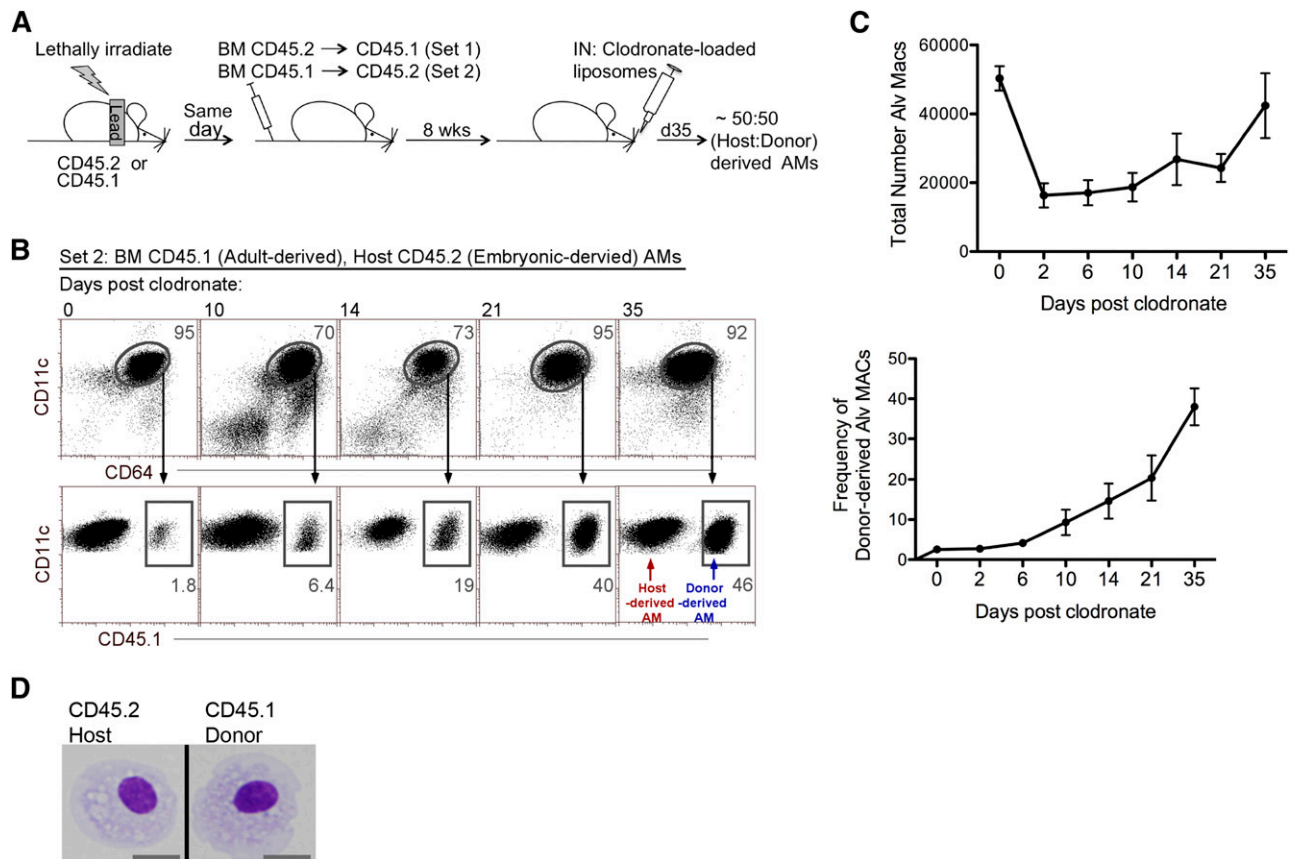 A
Lethally irradiate
Lead
CD45.2 or
CD45.1
Same
day
BM CD45.2 → CD45.1 (Set 1)
BM CD45.1 → CD45.2 (Set 2)
8 wks
IN: Clodronate-loaded
liposomes
d35
~ 50:50
(Host:Donor)
derived AMs
B
Set 2: BM CD45.1 (Adult-derived), Host CD45.2 (Embryonic-dervied) AMs
Days post clodronate:
0 10 14 21 35
95 70 73 95 92
CD11c
CD64
CD11c
1.8 6.4 19 40 46
Host
-derived
AM
Donor
-derived
AM
CD45.1
C
Total Number Alv Macs
60000
40000
20000
0
0 2 6 10 14 21 35
Days post clodronate
Frequency of
Donor-derived Alv MACs
50
40
30
20
10
0
0 2 6 10 14 21 35
Days post clodronate
D
CD45.2
Host
CD45.1
Donor